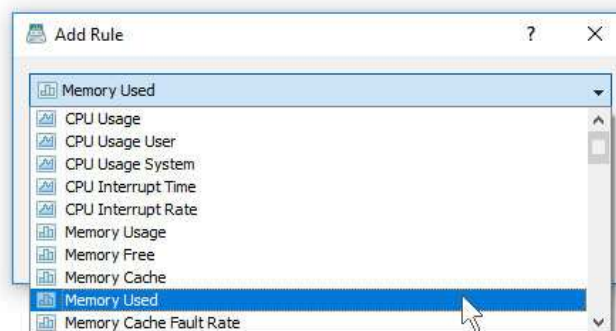 Add Rule
?
Memory Used
CPU Usage
CPU Usage User
CPU Usage System
CPU Interrupt Time
CPU Interrupt Rate
Memory Usage
Memory Free
Memory Cache
Memory Used
Memory Cache Fault Rate